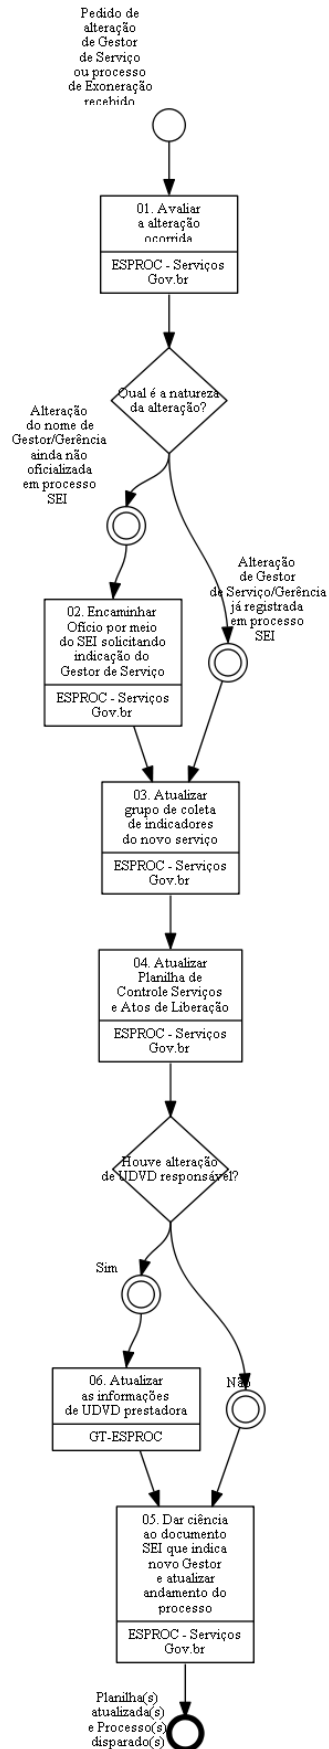 Pedido de
alteração
de Gestor
de Serviço
ou processo
de Exoneração
recebido
01. Avaliar
a alteração
ocorrida
ESPROC - Serviços
Gov.br
Qual é a natureza
da alteração?
Alteração
do nome de
Gestor/Gerência
ainda não
oficializada
em processo
SEI
Alteração
de Gestor
de Serviço/Gerência
já registrada
em processo
SEI
02. Encaminhar
Ofício por meio
do SEI solicitando
indicação do
Gestor de Serviço
ESPROC - Serviços
Gov.br
03. Atualizar
grupo de coleta
de indicadores
do novo serviço
ESPROC - Serviços
Gov.br
04. Atualizar
Planilha de
Controle Serviços
e Atos de Liberação
ESPROC - Serviços
Gov.br
Houve alteração
de UDVD responsável?
Sim
Não
06. Atualizar
as informações
de UDVD prestadora
GT-ESPROC
05. Dar ciência
ao documento
SEI que indica
novo Gestor
e atualizar
andamento do
processo
ESPROC - Serviços
Gov.br
Planilha(s)
atualizada(s)
e Processo(s)
disparado(s)